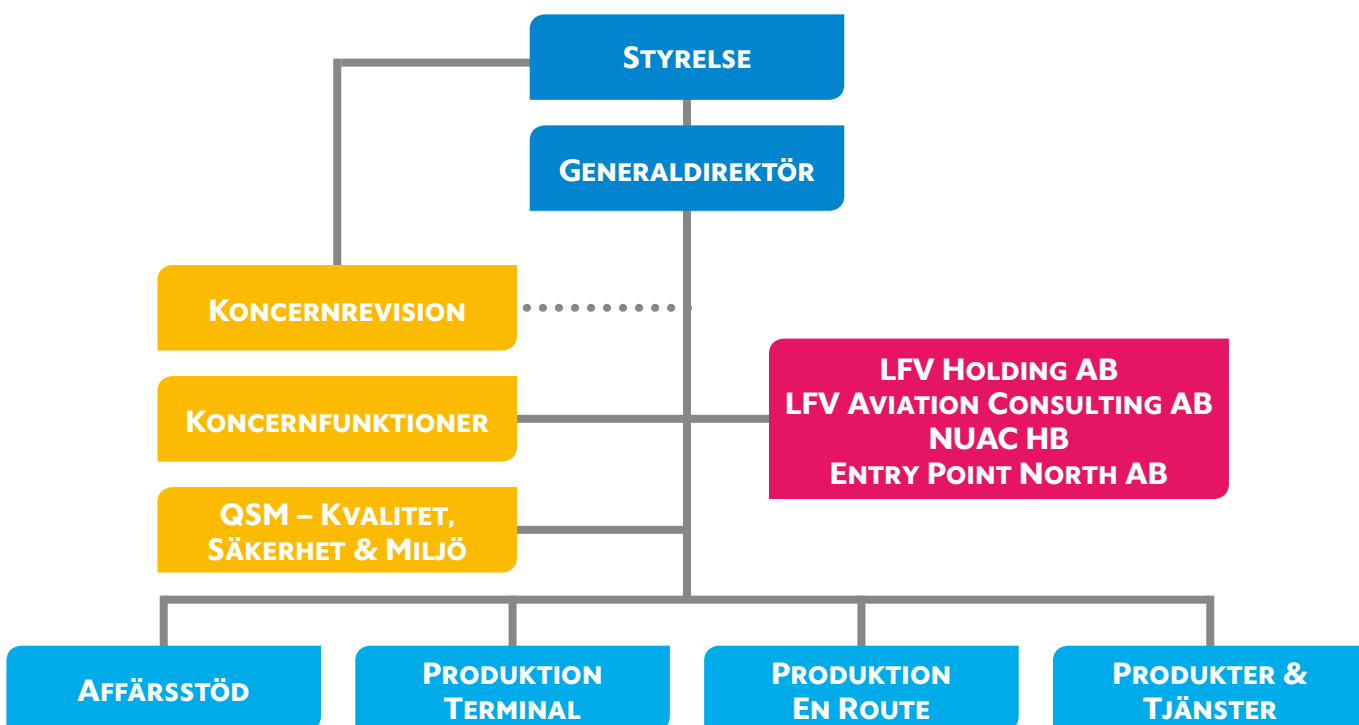 STYRELSE
GENERALDIREKTÖR
KONCERNREVISION
LFV HOLDING AB
LFV AVIATION CONSULTING AB
NUAC HB
ENTRY POINT NORTH AB
KONCERNFUNKTIONER
QSM – KVALITET,
SÄKERHET & MILJÖ
AFFÄRSSTÖD
PRODUKTION
TERMINAL
PRODUKTION
EN ROUTE
PRODUKTER &
TJÄNSTER